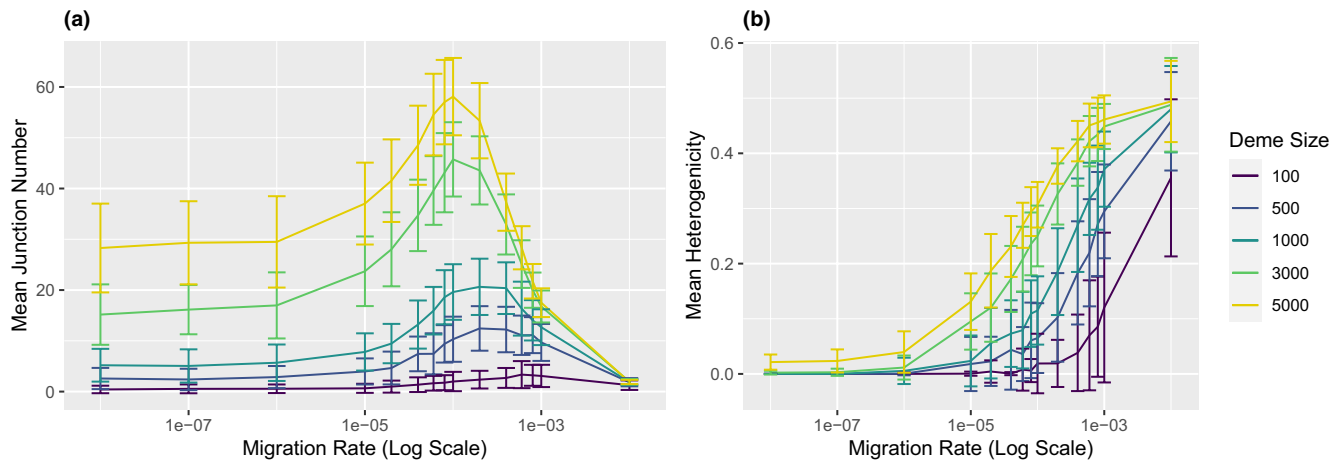 (a)
Mean Junction Number
60
40
20
0
1e-07
1e-05
1e-03
Migration Rate (Log Scale)
(b)
Mean Heterogenicity
0.6
0.4
0.2
0.0
1e-07
1e-05
1e-03
Migration Rate (Log Scale)
Deme Size
100
500
1000
3000
5000